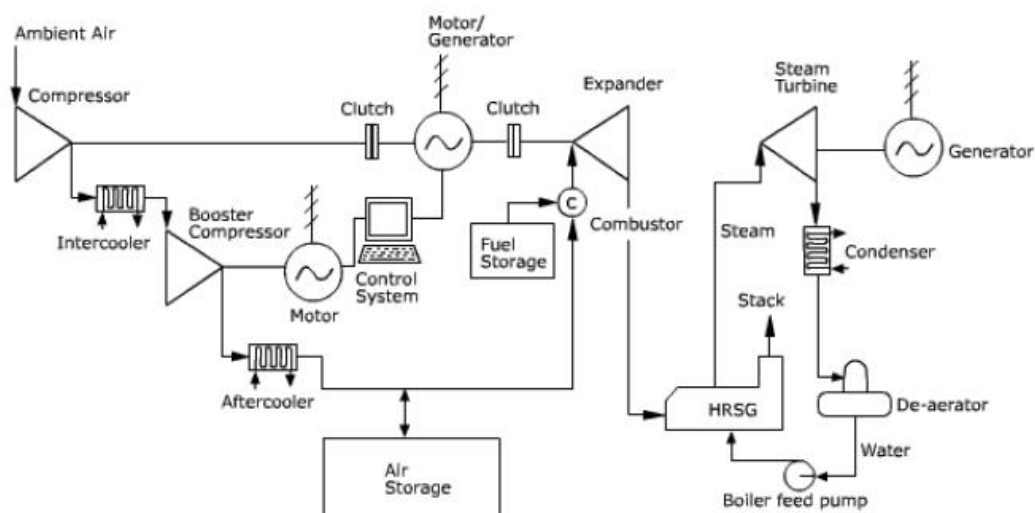 Ambient Air
Compressor
Motor/
Generator
Clutch
Clutch
Expander
Steam
Turbine
Generator
Intercooler
Booster
Compressor
Motor
Control
System
Fuel
Storage
C
Combustor
Steam
Condenser
Stack
Aftercooler
HRSG
De-aerator
Water
Air
Storage
Boiler feed pump